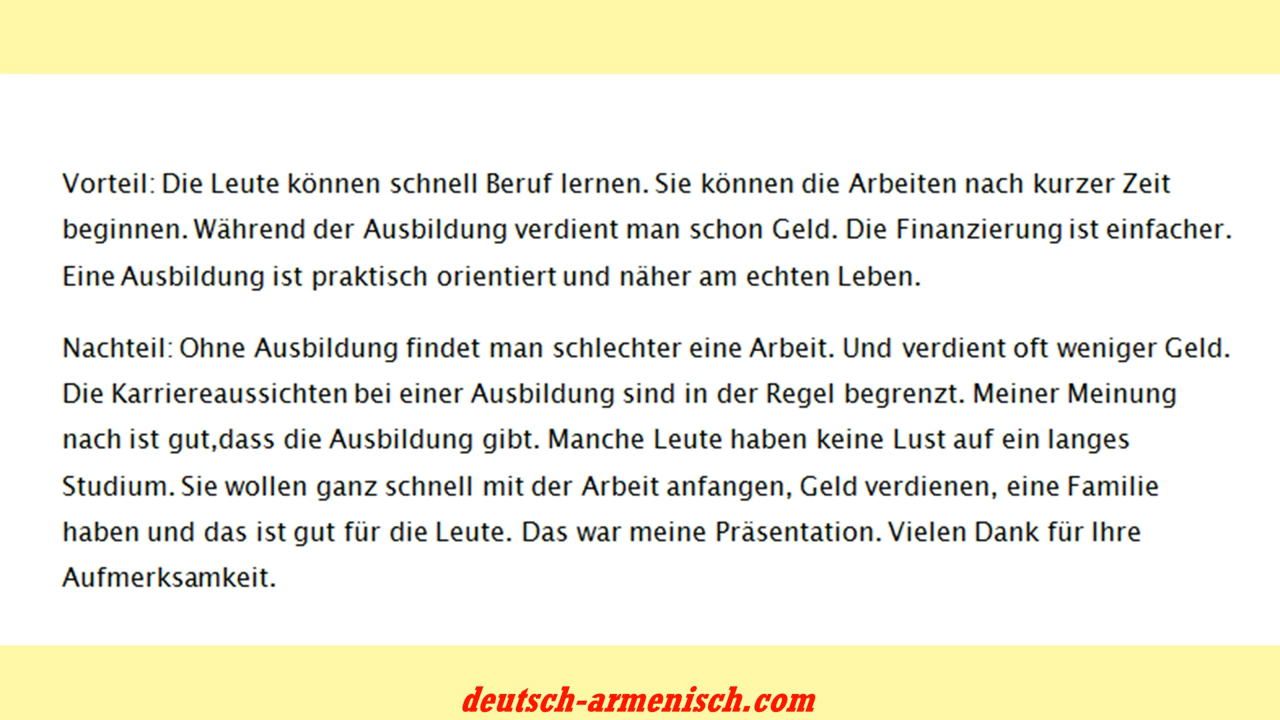 Vorteil: Die Leute können schnell Beruf lernen. Sie können die Arbeiten nach kurzer Zeit
beginnen. Während der Ausbildung verdient man schon Geld. Die Finanzierung ist einfacher.
Eine Ausbildung ist praktisch orientiert und näher am echten Leben.
Nachteil: Ohne Ausbildung findet man schlechter eine Arbeit. Und verdient oft weniger Geld.
Die Karriereaussichten bei einer Ausbildung sind in der Regel begrenzt. Meiner Meinung
nach ist gut,dass die Ausbildung gibt. Manche Leute haben keine Lust auf ein langes
Studium. Sie wollen ganz schnell mit der Arbeit anfangen, Geld verdienen, eine Familie
haben und das ist gut für die Leute. Das war meine Präsentation. Vielen Dank für Ihre
Aufmerksamkeit.
deutsch-armenisch.com